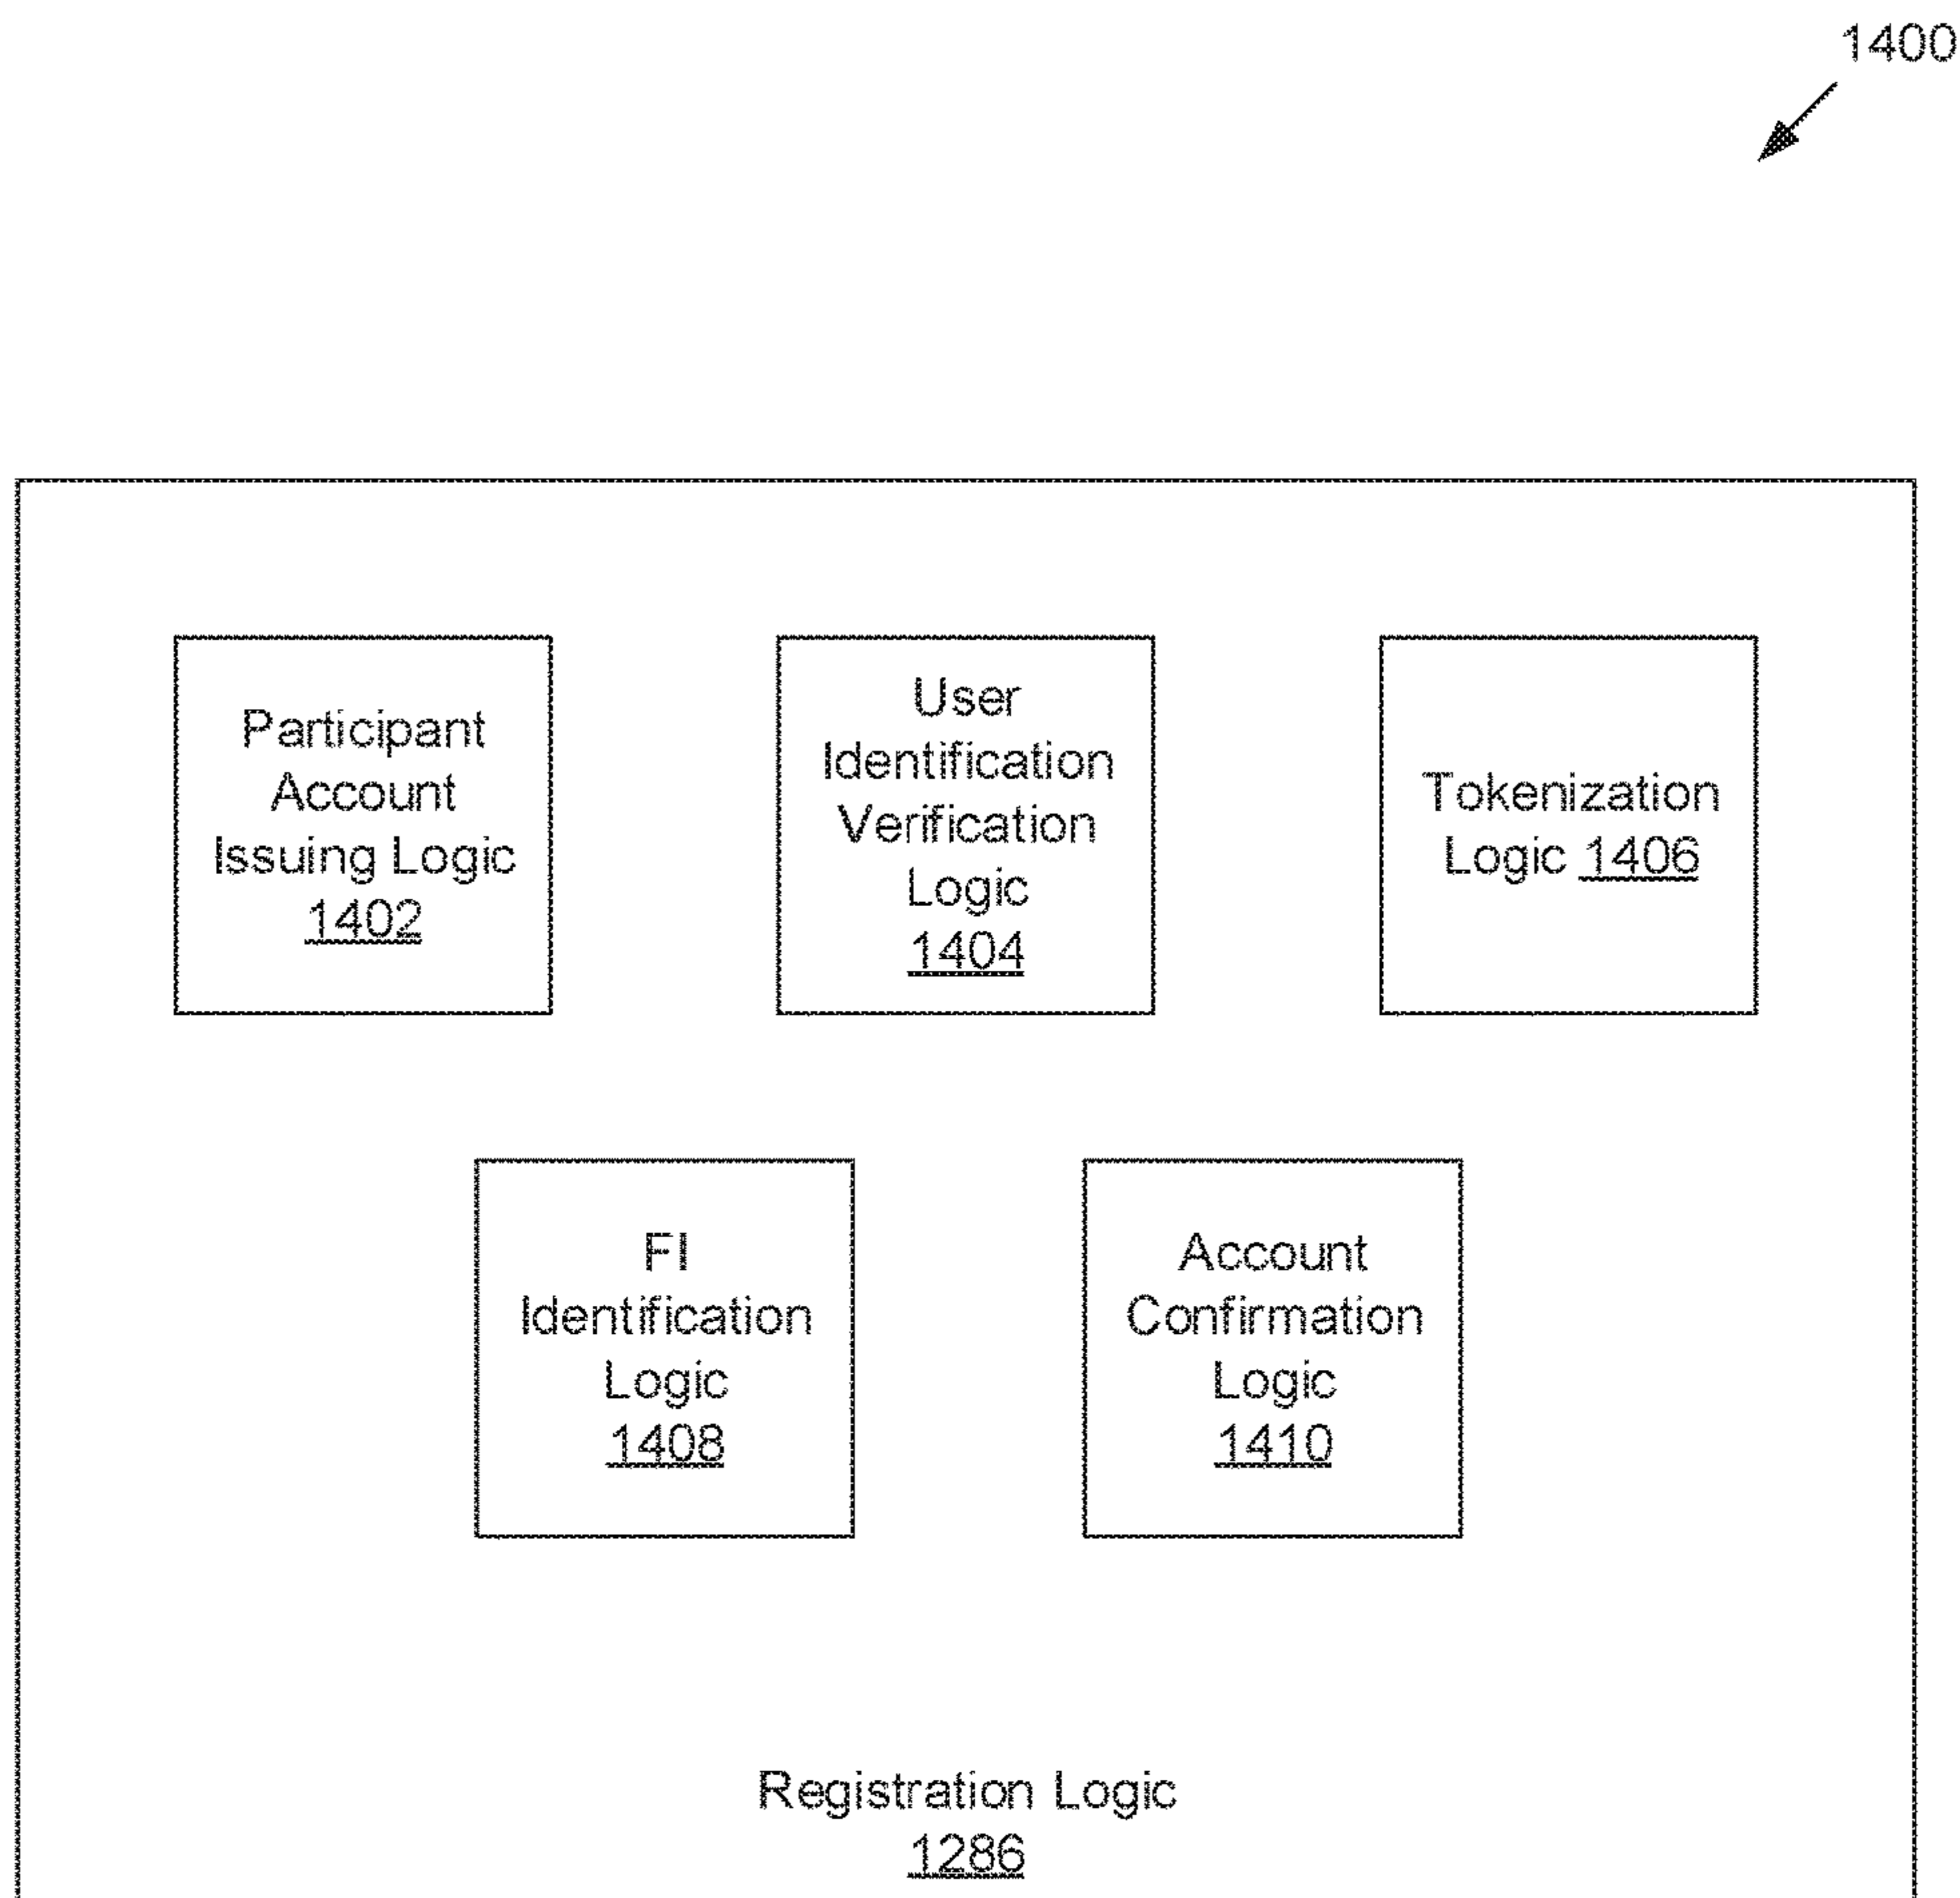 1400
Participant
Account
Issuing Logic
1402
User
Identification
Verification
Logic
1404
Tokenization
Logic 1406
FI
Identification
Logic
1408
Account
Confirmation
Logic
1410
Registration Logic
1286